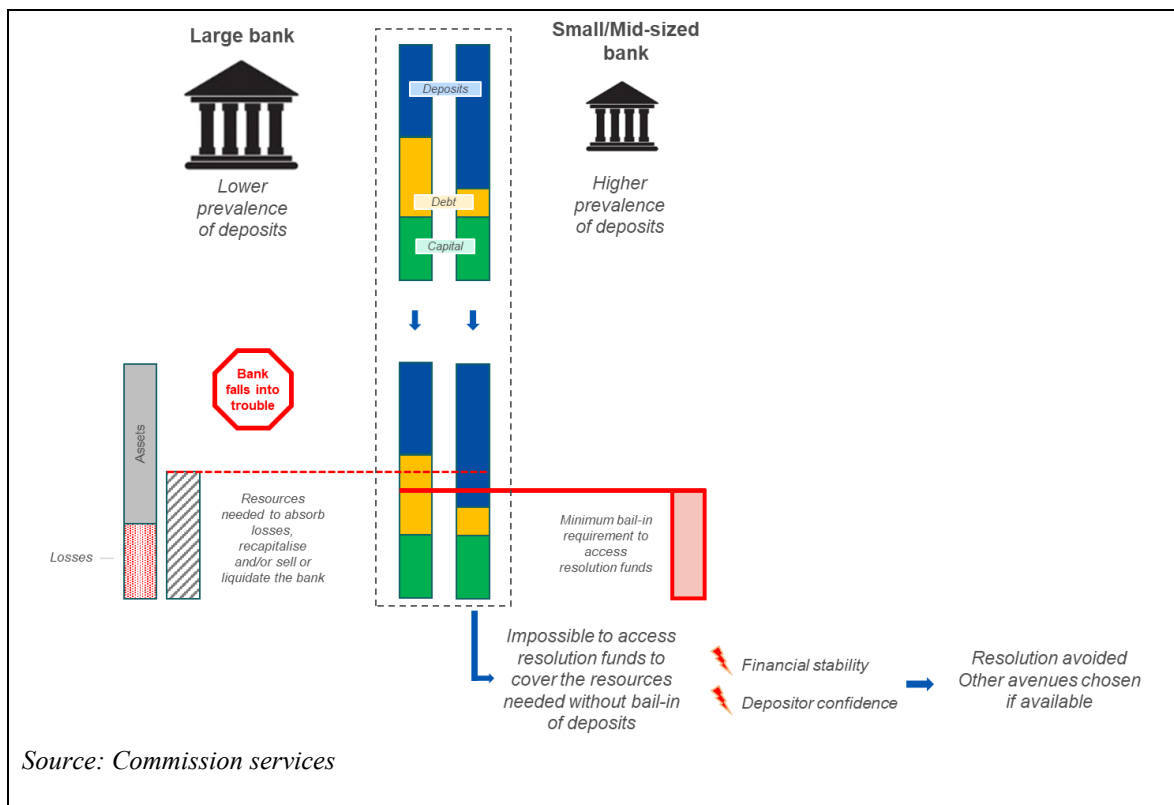 Large bank
Small/Mid-sized
bank
Deposits
Lower
prevalence
of deposits
Higher
prevalence
of deposits
Debt
Capital
Bank
falls into
trouble
Assets
Losses
Resources
needed to absorb
losses,
recapitalise
and/or sell or
liquidate the bank
Minimum bail-in
requirement to
access
resolution funds
Impossible to access
resolution funds to
cover the resources
needed without bail-in
of deposits
Financial stability
Depositor confidence
Resolution avoided
Other avenues chosen
if available
Source: Commission services